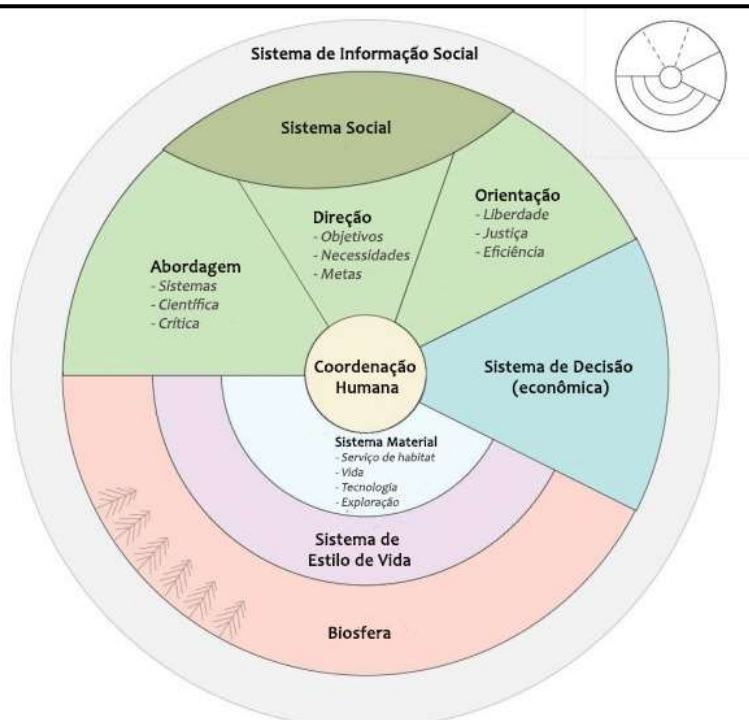 Sistema de Informação Social
Sistema Social
Orientação
- Liberdade
- Justiça
- Eficiência
Direção
- Objetivos
- Necessidades
- Metas
Abordagem
- Sistemas
- Científica
- Crítica
Coordenação
Humana
Sistema de Decisão
(econômica)
Sistema Material
- Serviço de habitat
- Vida
- Tecnologia
- Exploração
Sistema de
Estilo de Vida
Biosfera